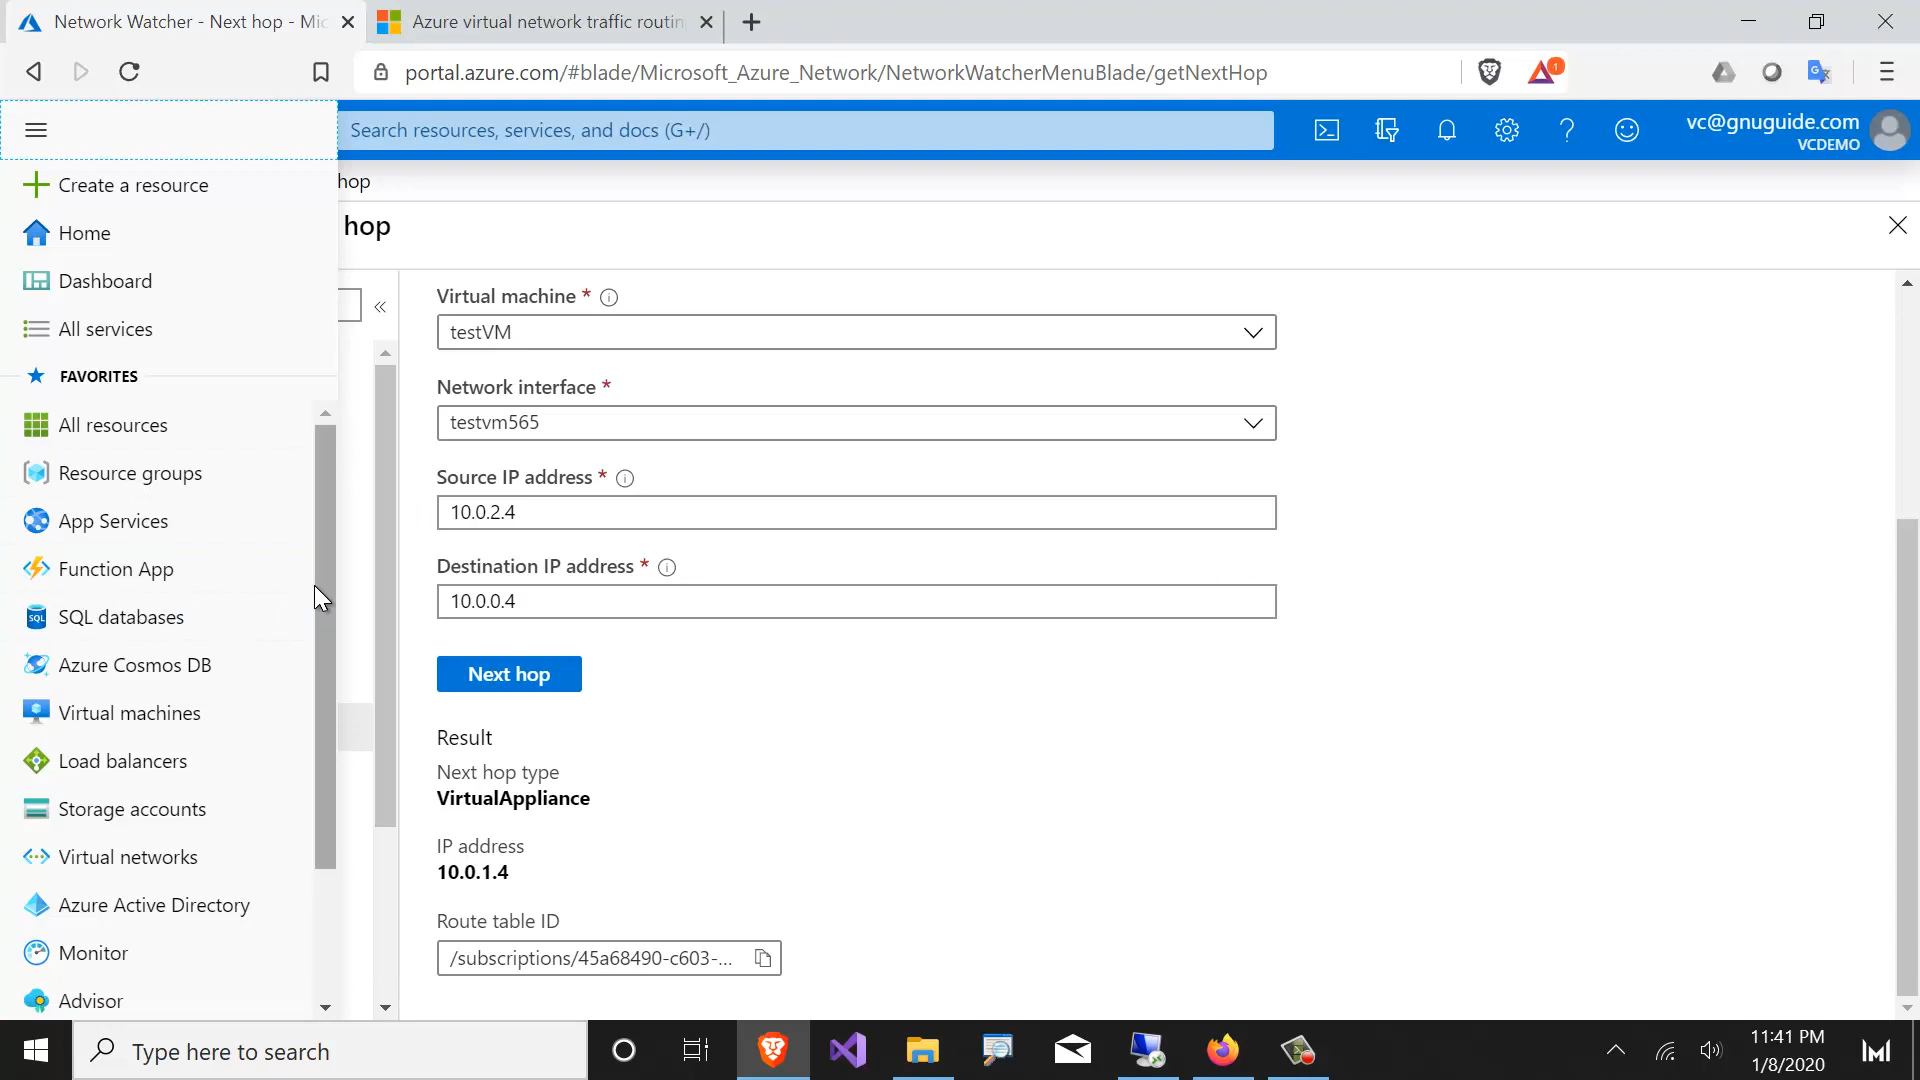 Network Watcher - Next hop - Mic
Azure virtual network traffic routin
portal.azure.com/#blade/Microsoft_Azure_Network/NetworkWatcherMenuBlade/getNextHop
1
Search resources, services, and docs (G+/)
vc@gnuguide.com
VCDEMO
Create a resource
Home
Dashboard
All services
FAVORITES
All resources
Resource groups
App Services
Function App
SQL
SQL databases
Azure Cosmos DB
Virtual machines
Load balancers
Storage accounts
Virtual networks
Azure Active Directory
Monitor
Advisor
hop
hop
Virtual machine *
testVM
Network interface *
testvm565
Source IP address *
10.0.2.4
Destination IP address *
10.0.0.4
Next hop
Result
Next hop type
VirtualAppliance
IP address
10.0.1.4
Route table ID
/subscriptions/45a68490-c603-...
Type here to search
11:41 PM
1/8/2020